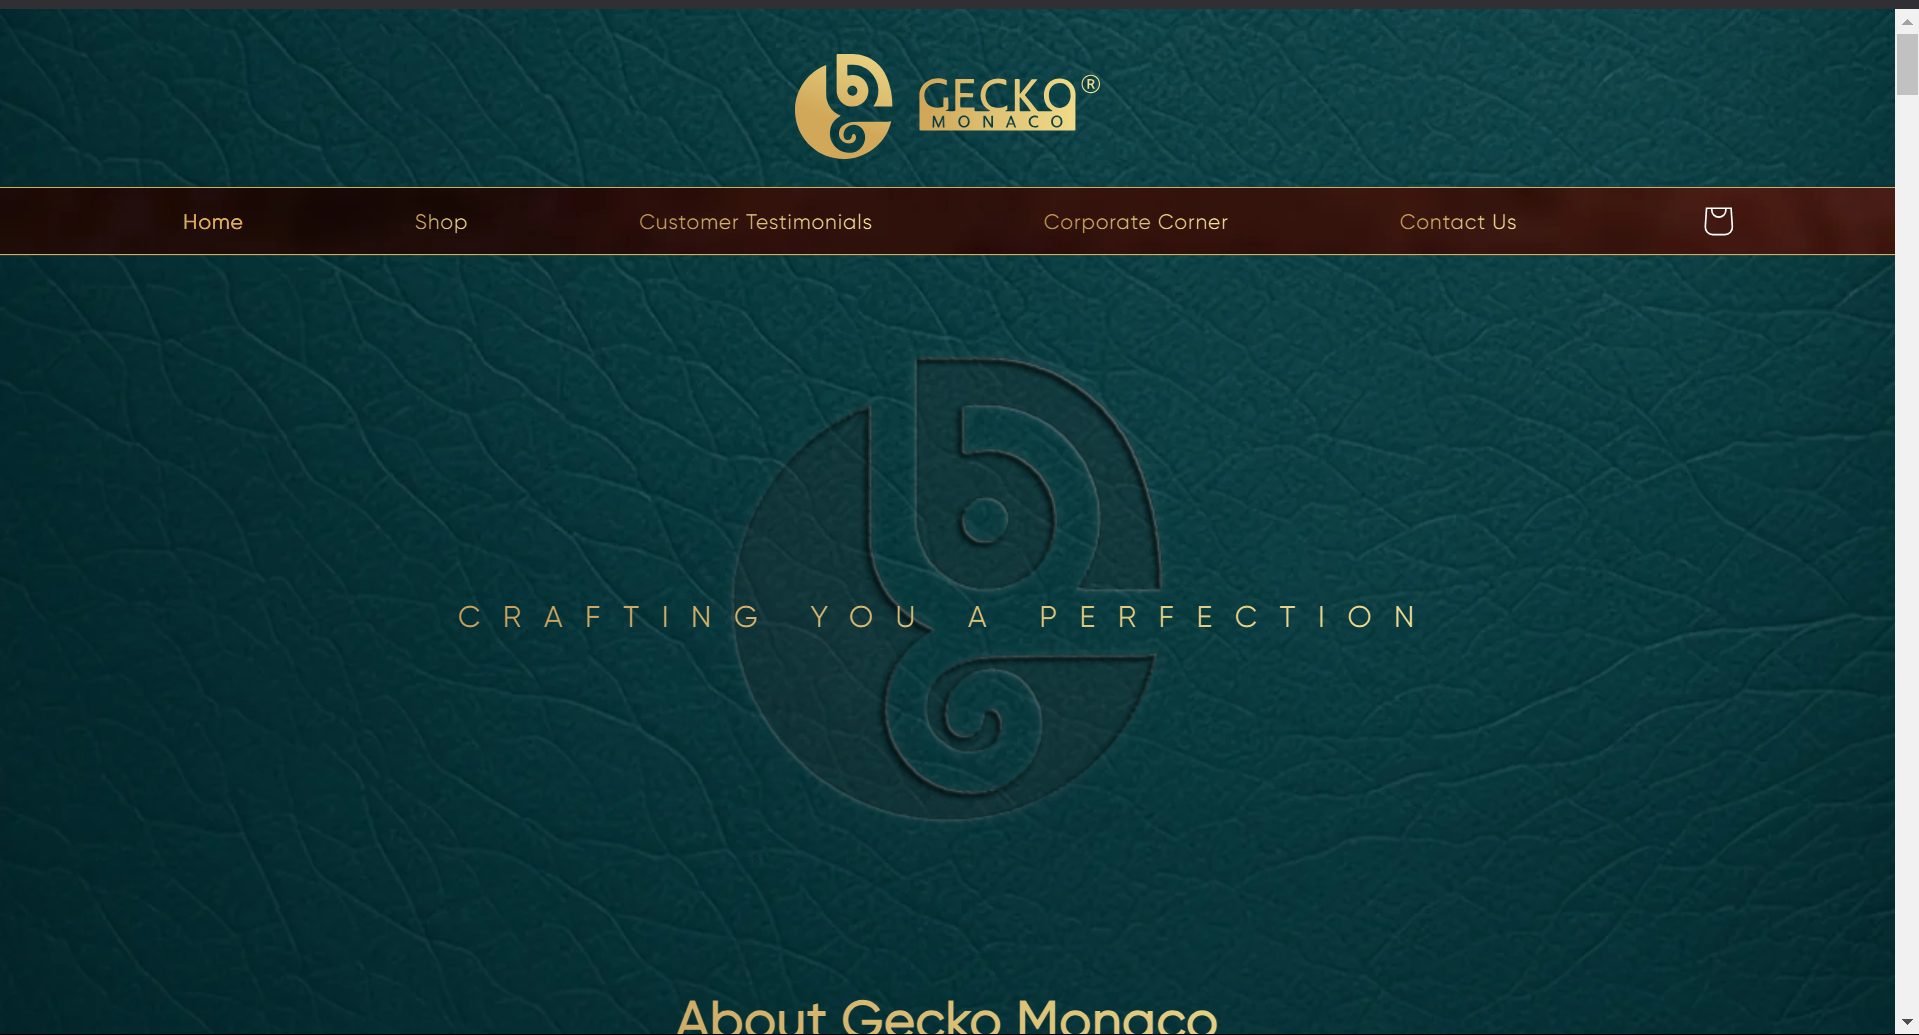 GECKO®
MONACO
Home
Shop
Customer Testimonials
Corporate Corner
Contact Us
CRAFTING YOU A PERFECTION
About Gecko Monaco